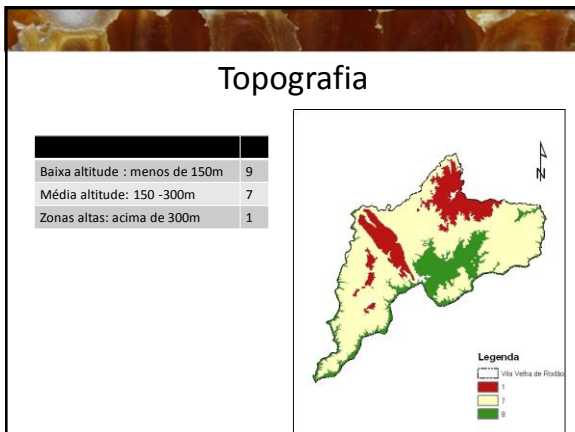 Topografia
Baixa altitude : menos de 150m 9
Média altitude: 150 -300m 7
Zonas altas: acima de 300m 1
N
Legenda
Vila Velha de Rodão
1
7
9